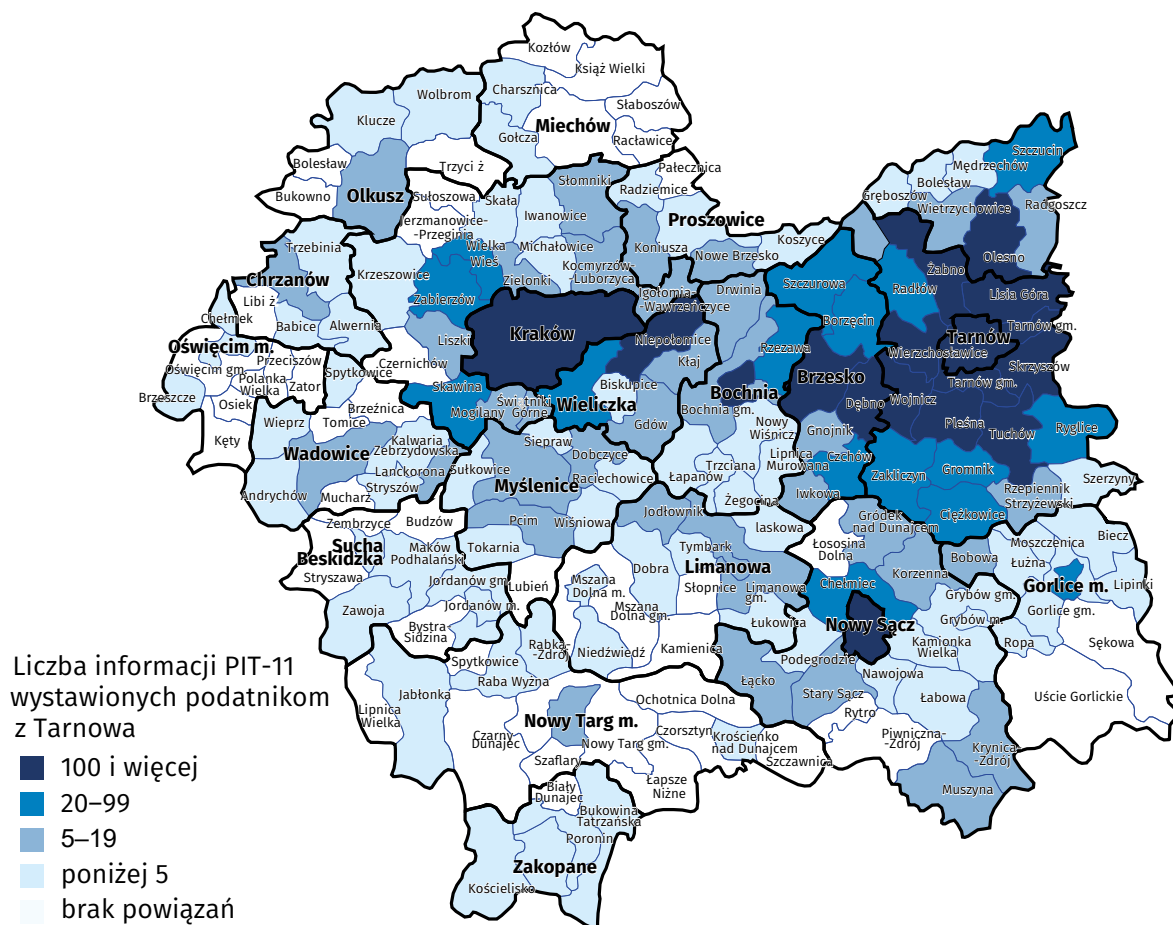 Kozłów
Książ Wielki
Charsznica
Wolbrom
Słaboszów
Klucze
Miechów
Gołcza
Racławice
Bolesław
Trzyci ż
Pałecznica
Szczucin
Mędrzechów
Bolesław
Gręboszów
Wietrzychowice
Radgoszcz
Bukowno
Olkusz
Sułoszowa
Skała
Słomniki
Radziemice
Iwanowice
Proszowice
Jerzmanowice-
-Przeginia
Trzebinia
Wielka
Wieś
Michałowice
Koniusza
Nowe Brzesko
Koszyce
Olesno
Krzeszowice
Chrzanów
Zielonki
Kocmyrzów-
Luborzyca
Żabno
Zabierzów
Igołomia-
-Wawrzeńczyce
Drwinia
Szczurowa
Radłów
Lisia Góra
Libi ż
Chełmek
Babice
Alwernia
Kraków
Niepołomice
Borzęcin
Tarnów gm.
Tarnów
Liszki
Kłaj
Rzezawa
Wierzchosławice
Skrzyszów
Oświęcim m.
Oświęcim gm.
Przeciszów
Polanka
Wielka
Zator
Spytkowice
Czernichów
Skawina
Biskupice
Bochnia
Brzesko
Tarnów gm.
Brzeszcze
Osiek
Mogilany
Świątniki
Górne
Wieliczka
Bochnia gm.
Dębno
Wojnicz
Pleśna
Tuchów
Ryglice
Brzeźnica
Tomice
Wieprz
Gdów
Nowy
Wiśnicz
Gnojnik
Kęty
Wadowice
Kalwaria
Zebrzydowska
Siepraw
Dobczyce
Lipnica
Murowana
Czchów
Zakliczyn
Gromnik
Sułkowice
Lanckorona
Stryszów
Raciechowice
Trzciana
Łapanów
Andrychów
Mucharz
Myślenice
Żegocina
Iwkowa
Rzepiennik
Strzyżewski
Szerzyny
Ciężkowice
Zembrzyce
Budzów
Pcim
Wiśniowa
Jodłownik
laskowa
Gródek
nad Dunajcem
Sucha
Beskidzka
Maków
Podhalański
Tokarnia
Tymbark
Łososina
Dolna
Bobowa
Moszczenica
Biecz
Łużna
Stryszawa
Jordanów gm.
Lubień
Mszana
Dolna m.
Dobra
Limanowa
Słopnice
Limanowa
gm.
Chełmiec
Korzenna
Gorlice m.
Lipinki
Zawoja
Jordanów m.
Mszana
Dolna gm.
Grybów gm.
Gorlice gm.
Bystra
Sidzina
Łukowica
Nowy Sącz
Grybów m.
Rabka-
Zdrój
Niedźwiedź
Kamienica
Kamionka
Wielka
Ropa
Sękowa
Spytkowice
Raba Wyżna
Podegrodzie
Nawojowa
Jabłonka
Łącko
Stary Sącz
Łabowa
Uście Gorlickie
Lipnica
Wielka
Ochotnica Dolna
Rytro
Nowy Targ m.
Czorsztyn
Krościenko
nad Dunajcem
Piwniczna-
-Zdrój
Czarny
Dunajec
Nowy Targ gm.
Szczawnica
Krynica-
Zdrój
Szaflary
Biały
Dunajec
Łapsze
Niżne
Muszyna
Bukowina
Tatrzańska
Poronin
Zakopane
Kościelisko
Liczba informacji PIT-11
wystawionych podatnikom
z Tarnowa
100 i więcej
20–99
5–19
poniżej 5
brak powiązań